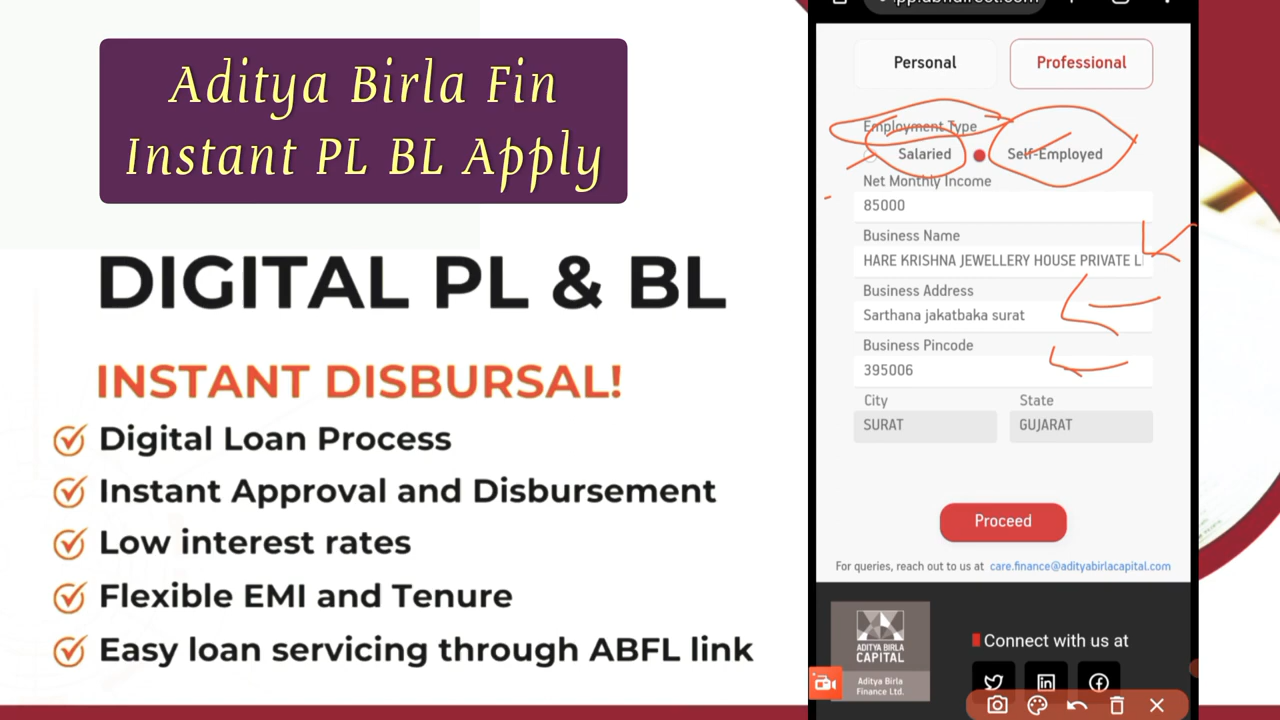 Aditya Birla Fin
Instant PL BL Apply
DIGITAL PL & BL
INSTANT DISBURSAL!
Digital Loan Process
Instant Approval and Disbursement
Low interest rates
Flexible EMI and Tenure
Easy loan servicing through ABFL link
Personal
Professional
Employment Type
Salaried
Self-Employed
Net Monthly Income
85000
Business Name
HARE KRISHNA JEWELLERY HOUSE PRIVATE L
Business Address
Sarthana jakatbaka surat
Business Pincode
395006
City
State
SURAT
GUJARAT
Proceed
For queries, reach out to us at care.finance@adityabirlacapital.com
ADITYA BIRLA
CAPITAL
Aditya Birla
Finance Ltd.
Connect with us at